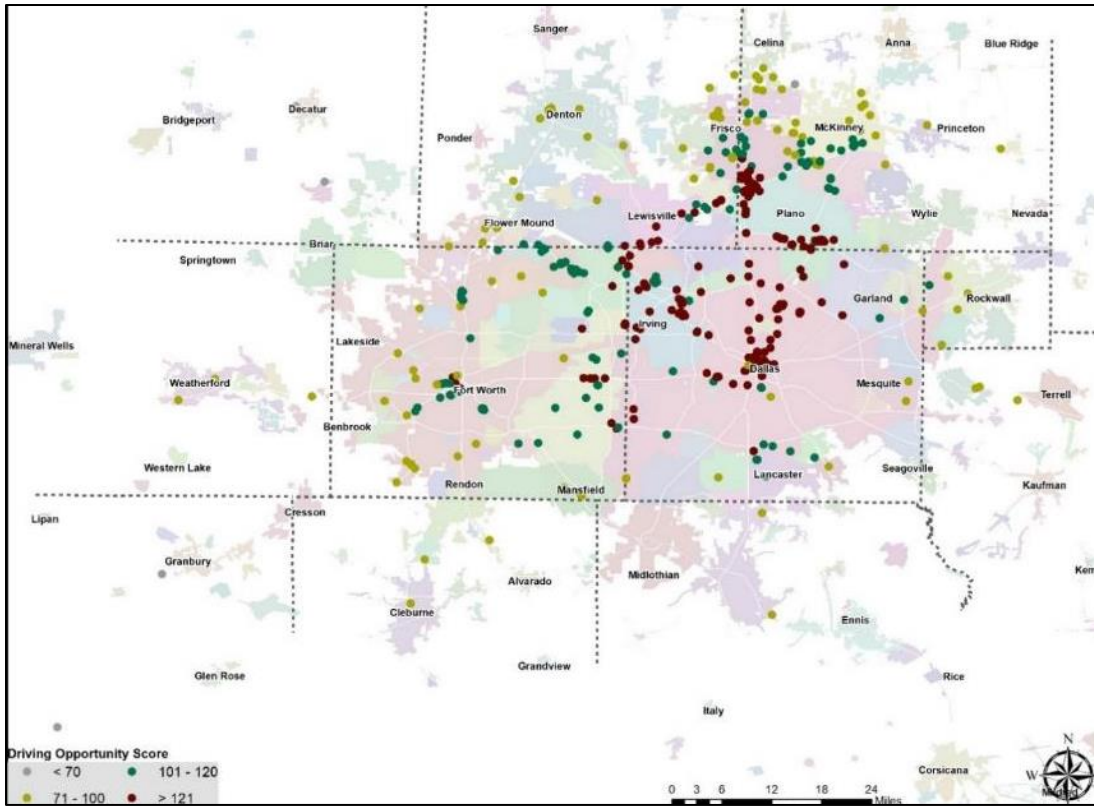 Sanger
Celina
Anna
Blue Ridge
Bridgeport
Decatur
Denton
Ponder
Frisco
McKinney
Princeton
Flower Mound
Lewisville
Plano
Wylie
Nevada
Briar
Springtown
Garland
Rockwall
Irving
Mineral Wells
Lakeside
Weatherford
Fort Worth
Dallas
Mesquite
Terrell
Benbrook
Western Lake
Rendon
Mansfield
Lancaster
Seagoville
Kaufman
Lipan
Cresson
Granbury
Alvarado
Midlothian
Kem
Cleburne
Ennis
Glen Rose
Grandview
Rice
Italy
Corsicana
Driving Opportunity Score
< 70
101 - 120
71 - 100
> 121
0 3 6 12 18 24
Miles
N
W